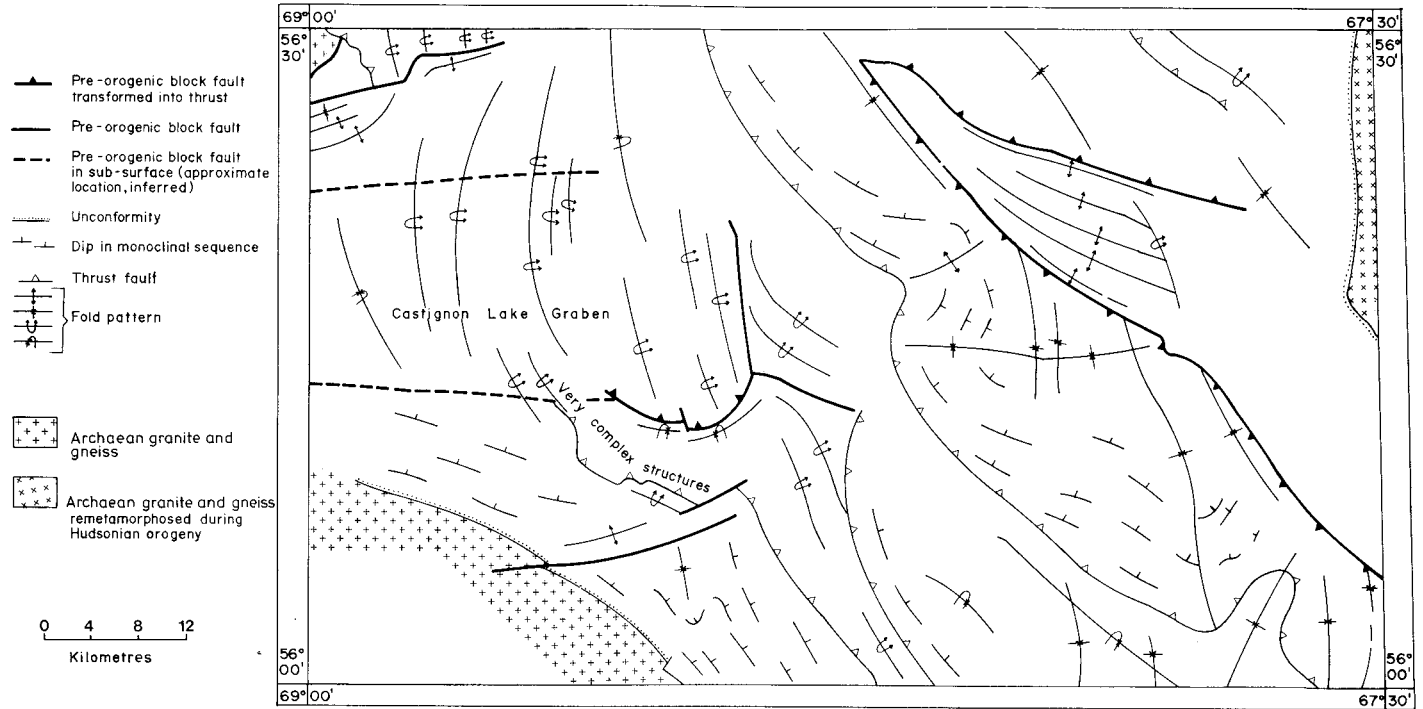 69° 00'
67° 30'
56°
30'
56°
30'
Pre-orogenic block fault
transformed into thrust
Pre-orogenic block fault
Pre-orogenic block fault
in sub-surface (approximate
location, inferred)
Unconformity
Dip in monoclinal sequence
Thrust fault
Fold pattern
Archaean granite and
gneiss
Archaean granite and gneiss
remetamorphosed during
Hudsonian orogeny
0 4 8 12
Kilometres
Castignon Lake Graben
Very complex structures
56°
00'
56°
00'
69° 00'
67° 30'